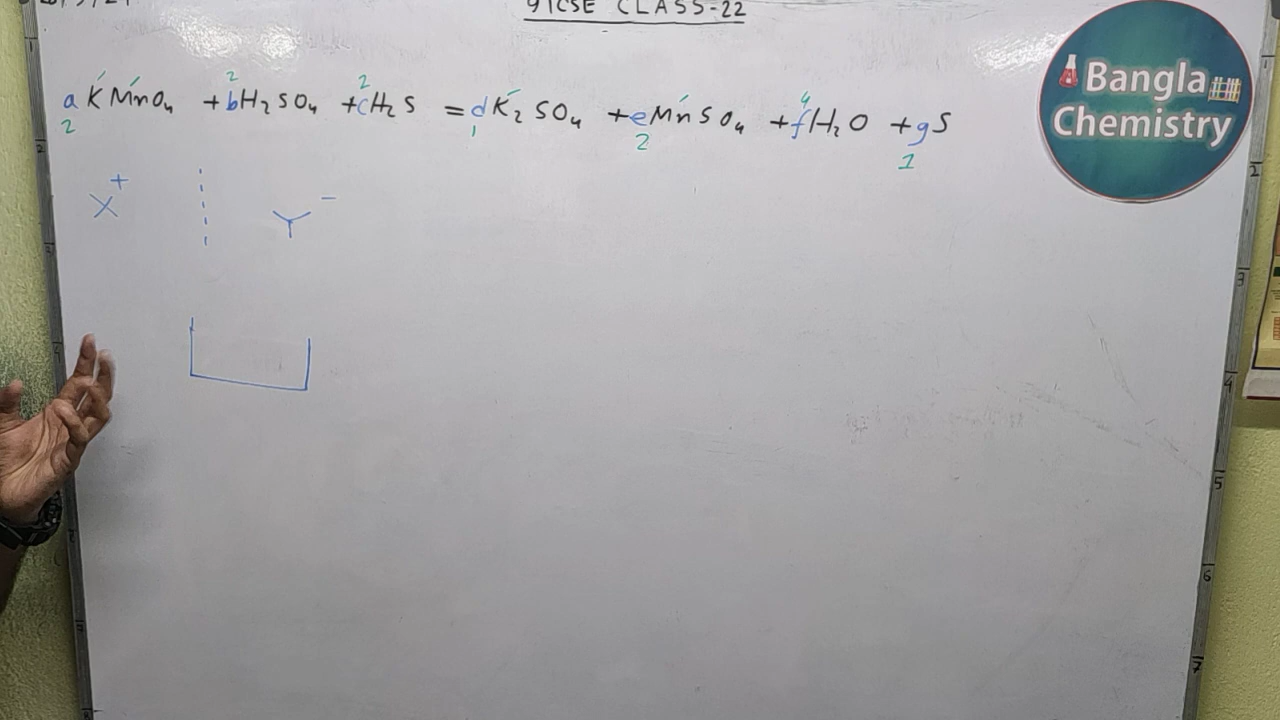 9ICSE CLASS-22
2 2 4
a KMnO₄ + bH₂SO₄ + cH₂S = dK₂SO₄ + eMnSO₄ + fH₂O + gS
2 1 2 1
X⁺ Y⁻
Bangla
Chemistry